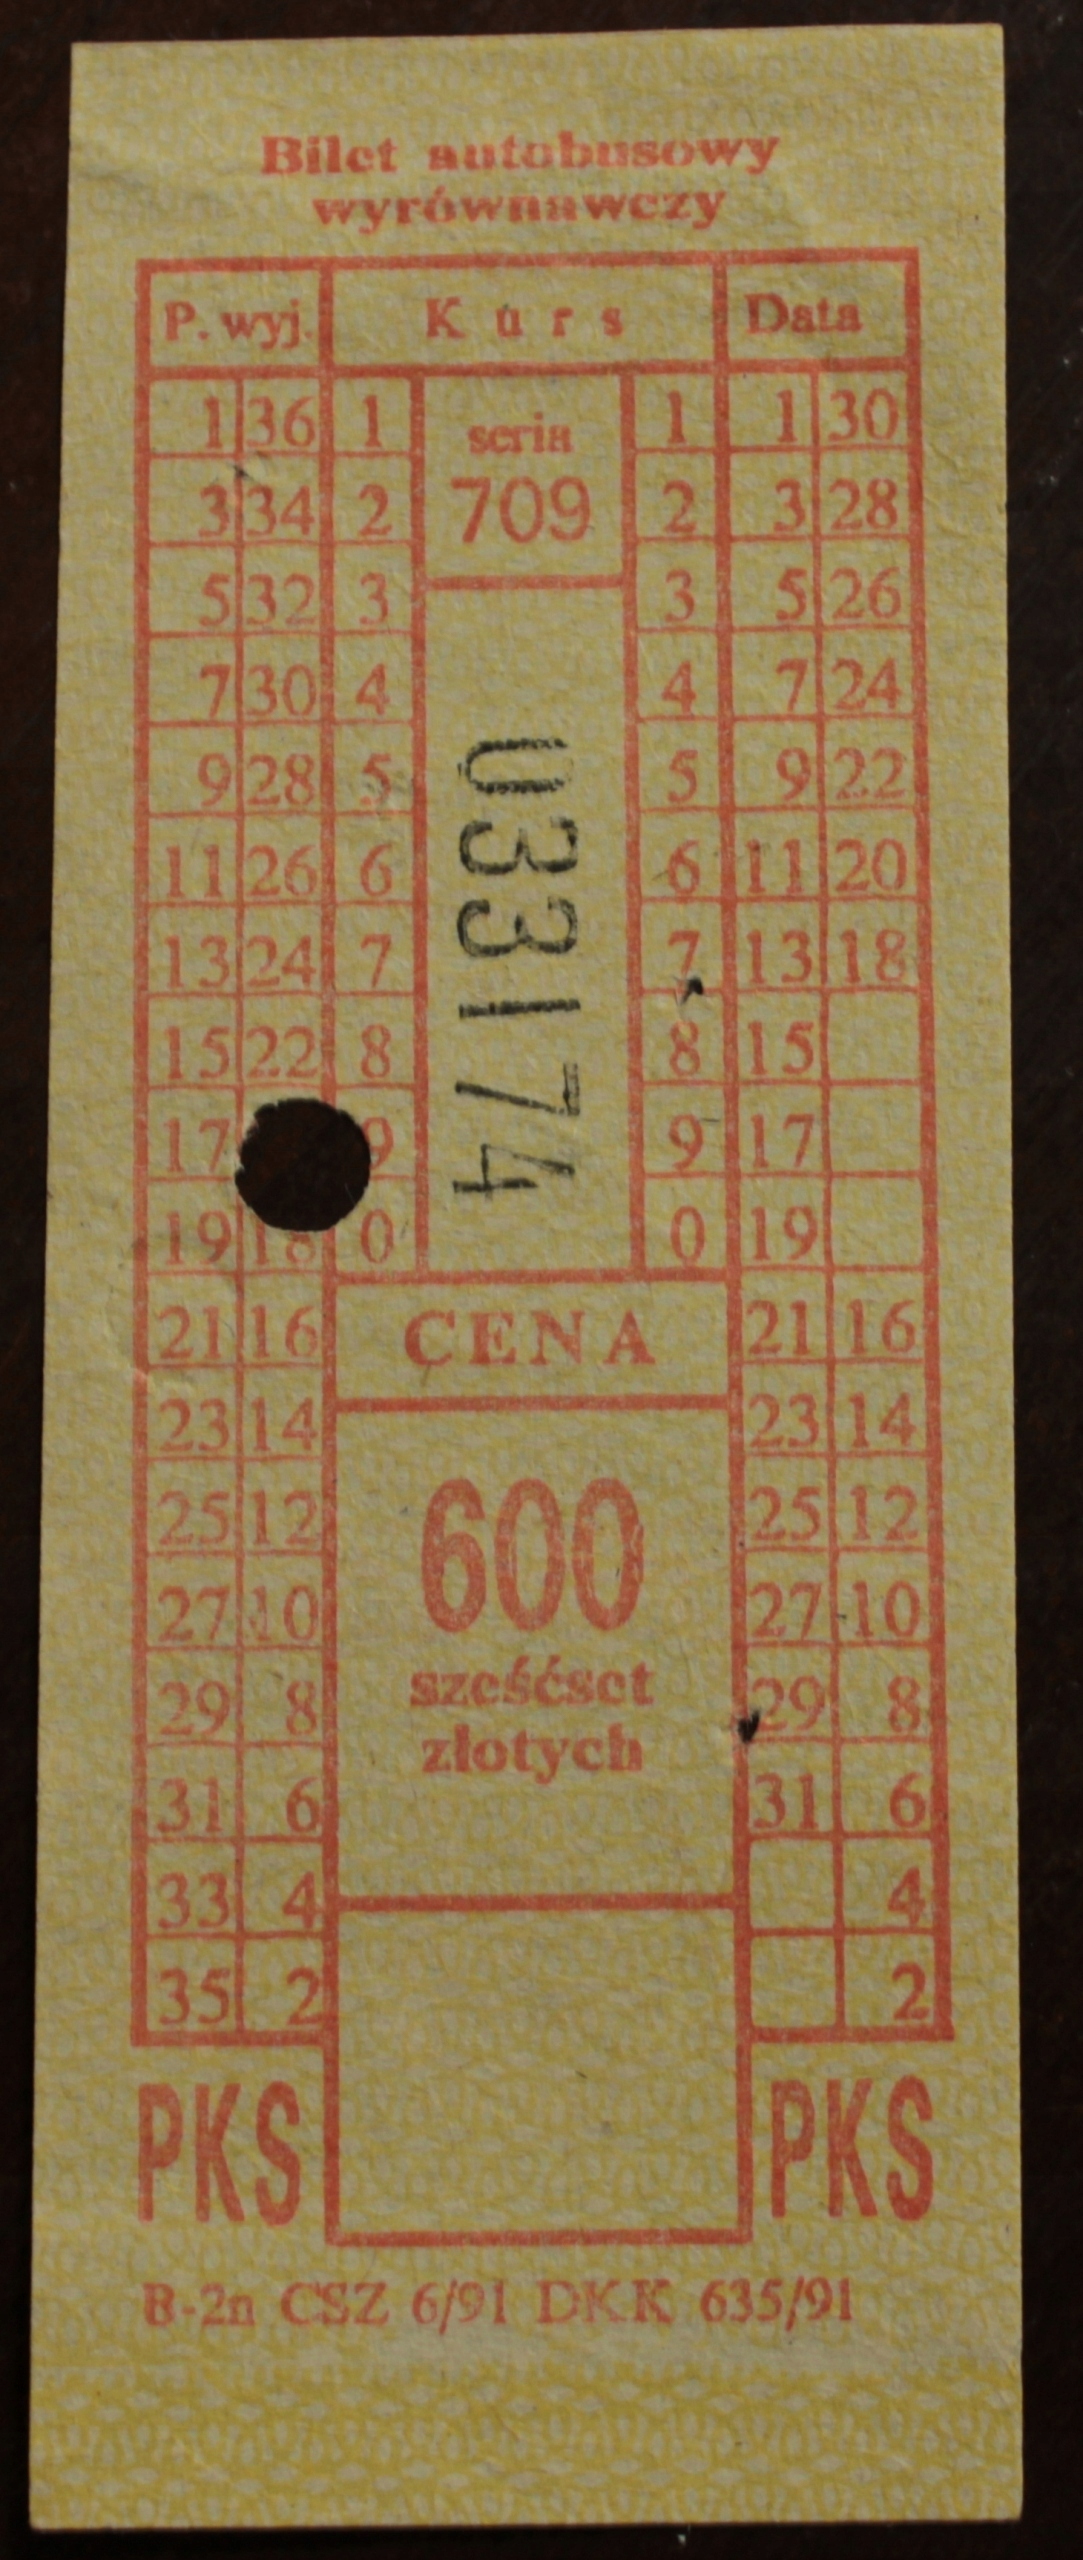 Bilet autobusowy
wyrównawczy
P. wyj. Kurs Data
1 36 1 seria 1 1 30
3 34 2 709 2 3 28
5 32 3 3 5 26
7 30 4 4 7 24
9 28 5 5 9 22
11 26 6 6 11 20
13 24 7 7 13 18
15 22 8 8 15
17 9 9 17
19 18 0 0 19
033174
21 16 CENA 21 16
23 14 23 14
25 12 600 25 12
27 10 27 10
29 8 sześćset 29 8
złotych
31 6 31 6
33 4 4
35 2 2
PKS PKS
B-2n CSZ 6/91 DKK 635/91